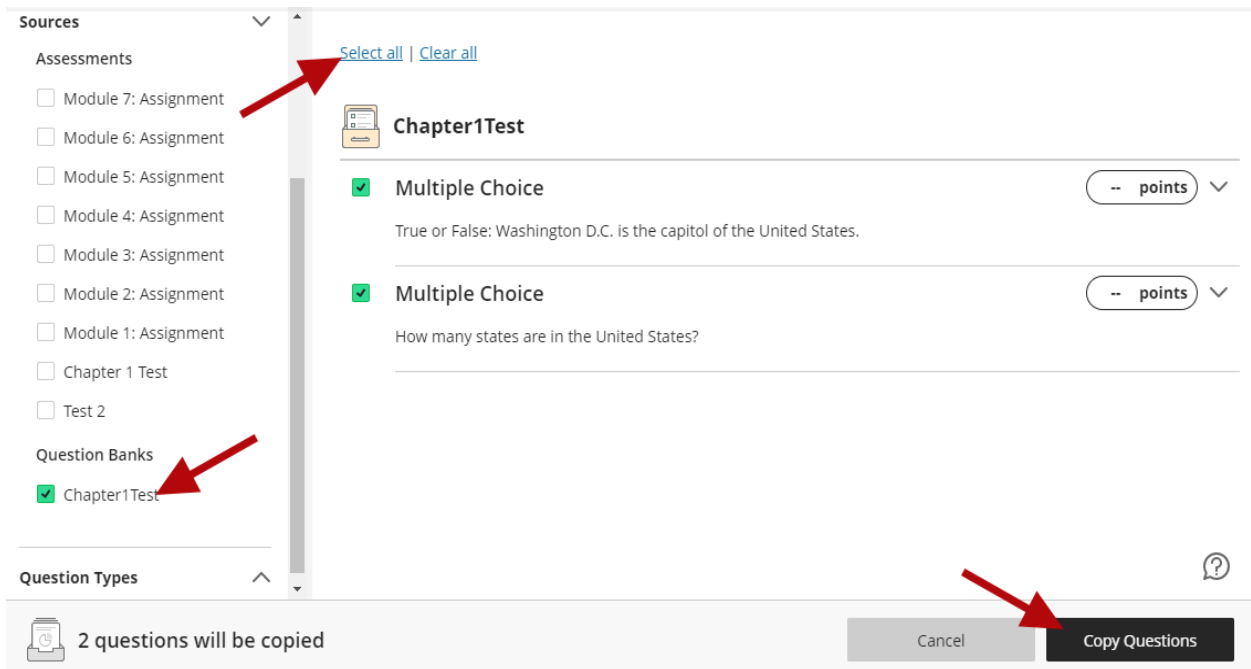 Sources
Assessments
Module 7: Assignment
Module 6: Assignment
Module 5: Assignment
Module 4: Assignment
Module 3: Assignment
Module 2: Assignment
Module 1: Assignment
Chapter 1 Test
Test 2
Question Banks
Chapter1Test
Question Types
Select all | Clear all
Chapter1Test
Multiple Choice
-- points
True or False: Washington D.C. is the capitol of the United States.
Multiple Choice
-- points
How many states are in the United States?
2 questions will be copied
Cancel
Copy Questions